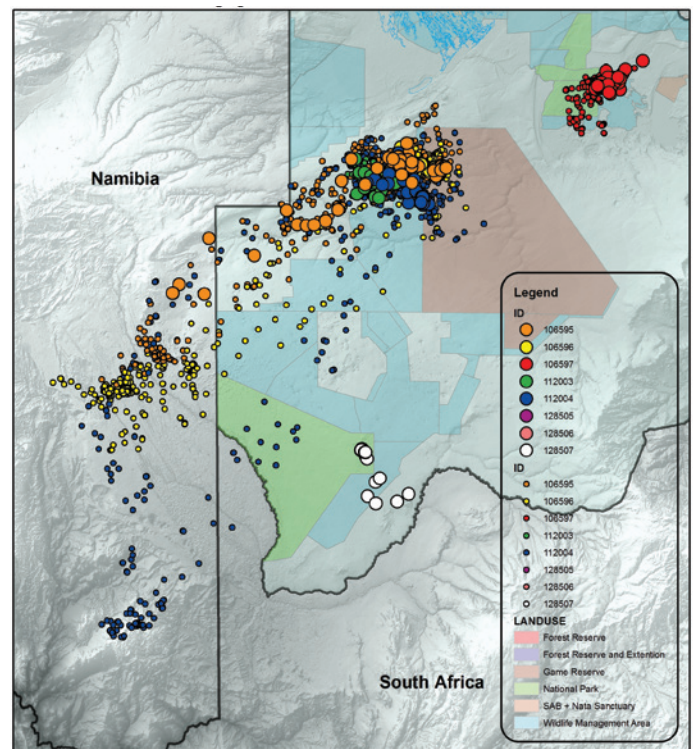 Namibia
Legend
ID
106595
106596
106597
112003
112004
128505
128506
128507
ID
106595
106596
106597
112003
112004
128505
128506
128507
LANDUSE
Forest Reserve
Forest Reserve and Extention
Game Reserve
National Park
SAB + Nata Sanctuary
Wildlife Management Area
South Africa